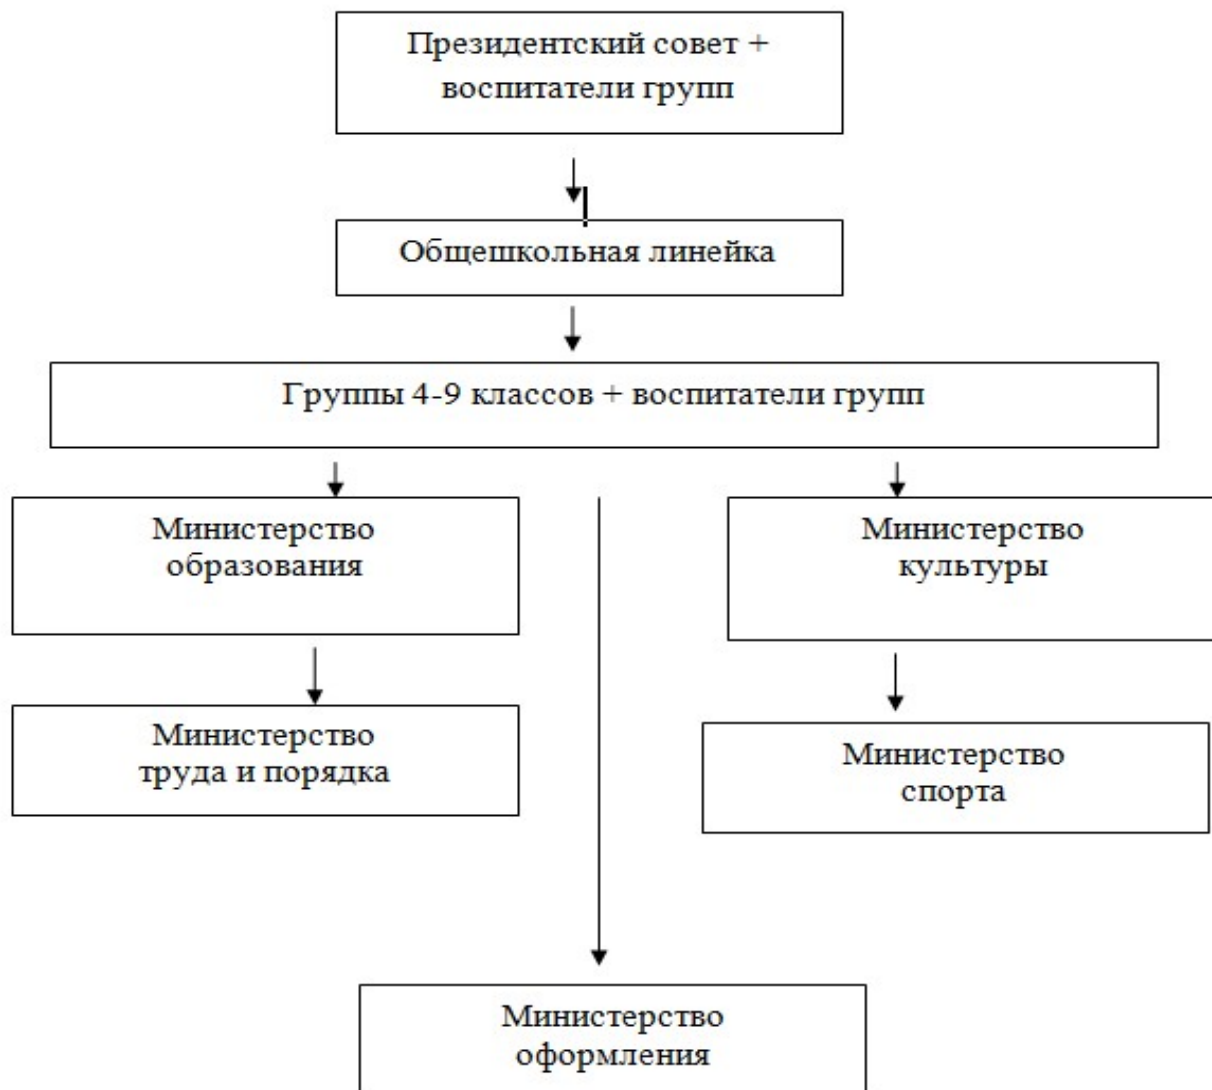 Президентский совет +
воспитатели групп
Общешкольная линейка
Группы 4-9 классов + воспитатели групп
Министерство
образования
Министерство
культуры
Министерство
труда и порядка
Министерство
спорта
Министерство
оформления